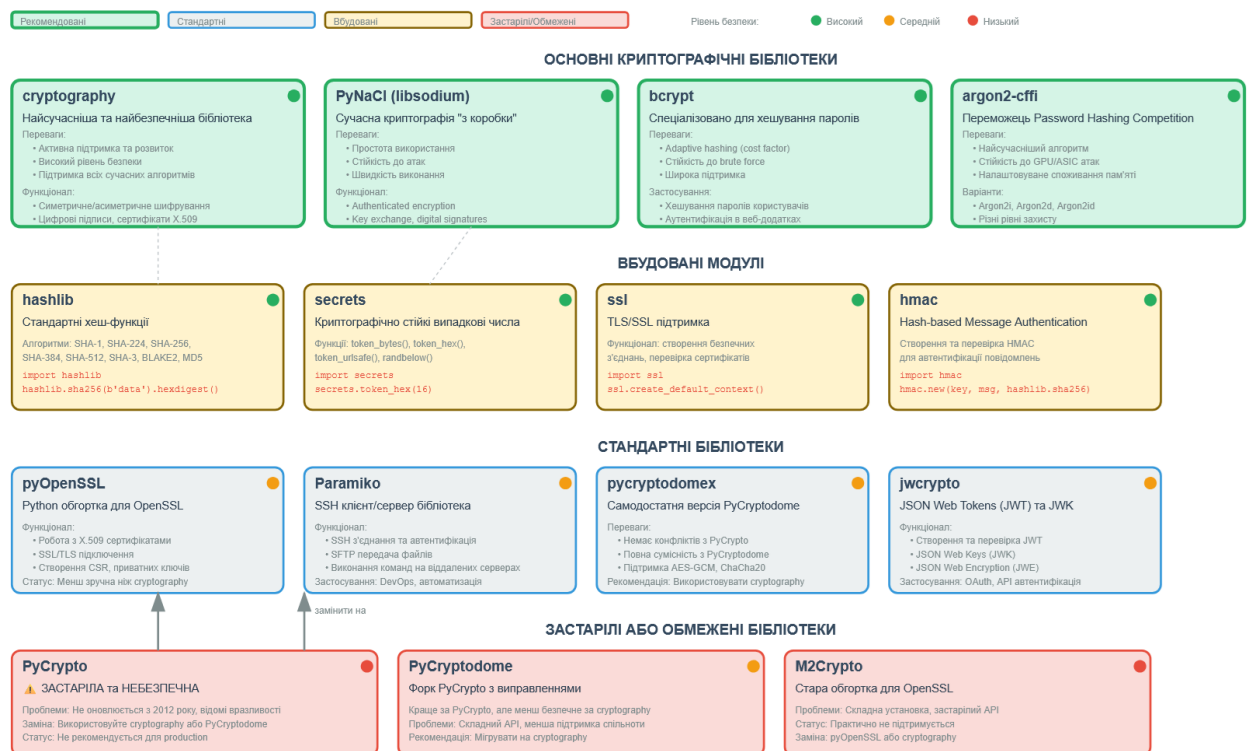 Рекомендовані
Стандартні
Вбудовані
Застарілі/Обмежені
Рівень безпеки:
Високий
Середній
Низький
ОСНОВНІ КРИПТОГРАФІЧНІ БІБЛІОТЕКИ
cryptography
Найсучасніша та найбезпечніша бібліотека
Переваги:
• Активна підтримка та розвиток
• Високий рівень безпеки
• Підтримка всіх сучасних алгоритмів
Функціонал:
• Симетричне/асиметричне шифрування
• Цифрові підписи, сертифікати X.509
PyNaCl (libsodium)
Сучасна криптографія "з коробки"
Переваги:
• Простота використання
• Стійкість до атак
• Швидкість виконання
Функціонал:
• Authenticated encryption
• Key exchange, digital signatures
bcrypt
Спеціалізовано для хешування паролів
Переваги:
• Adaptive hashing (cost factor)
• Стійкість до brute force
• Широка підтримка
Застосування:
• Хешування паролів користувачів
• Аутентифікація в веб-додатках
argon2-cffi
Переможець Password Hashing Competition
Переваги:
• Найсучасніший алгоритм
• Стійкість до GPU/ASIC атак
• Налаштовуване споживання пам'яті
Варіанти:
• Argon2i, Argon2d, Argon2id
• Різні рівні захисту
ВБУДОВАНІ МОДУЛІ
hashlib
Стандартні хеш-функції
Алгоритми: SHA-1, SHA-224, SHA-256,
SHA-384, SHA-512, SHA-3, BLAKE2, MD5
import hashlib
hashlib.sha256(b'data').hexdigest()
secrets
Криптографічно стійкі випадкові числа
Функції: token_bytes(), token_hex(),
token_urlsafe(), randbelow()
import secrets
secrets.token_hex(16)
ssl
TLS/SSL підтримка
Функціонал: створення безпечних
з'єднань, перевірка сертифікатів
import ssl
ssl.create_default_context()
hmac
Hash-based Message Authentication
Створення та перевірка HMAC
для автентифікації повідомлень
import hmac
hmac.new(key, msg, hashlib.sha256)
СТАНДАРТНІ БІБЛІОТЕКИ
pyOpenSSL
Python обгортка для OpenSSL
Функціонал:
• Робота з X.509 сертифікатами
• SSL/TLS підключення
• Створення CSR, приватних ключів
Статус: Менш зручна ніж cryptography
Paramiko
SSH клієнт/сервер бібліотека
Функціонал:
• SSH з'єднання та автентифікація
• SFTP передача файлів
• Виконання команд на віддалених серверах
Застосування: DevOps, автоматизація
pycryptodomex
Самодостатня версія PyCryptodome
Переваги:
• Немає конфліктів з PyCrypto
• Повна сумісність з PyCryptodome
• Підтримка AES-GCM, ChaCha20
Рекомендація: Використовувати cryptography
jwcrypto
JSON Web Tokens (JWT) та JWK
Функціонал:
• Створення та перевірка JWT
• JSON Web Keys (JWK)
• JSON Web Encryption (JWE)
Застосування: OAuth, API автентифікація
замінити на
ЗАСТАРІЛІ АБО ОБМЕЖЕНІ БІБЛІОТЕКИ
PyCrypto
⚠ ЗАСТАРІЛА та НЕБЕЗПЕЧНА
Проблеми: Не оновлюється з 2012 року, відомі вразливості
Заміна: Використовуйте cryptography або PyCryptodome
Статус: Не рекомендується для production
PyCryptodome
Форк PyCrypto з виправленнями
Краще за PyCrypto, але менш безпечне за cryptography
Проблеми: Складний API, менша підтримка спільноти
Рекомендація: Мігрувати на cryptography
M2Crypto
Стара обгортка для OpenSSL
Проблеми: Складна установка, застарілий API
Статус: Практично не підтримується
Заміна: pyOpenSSL або cryptography